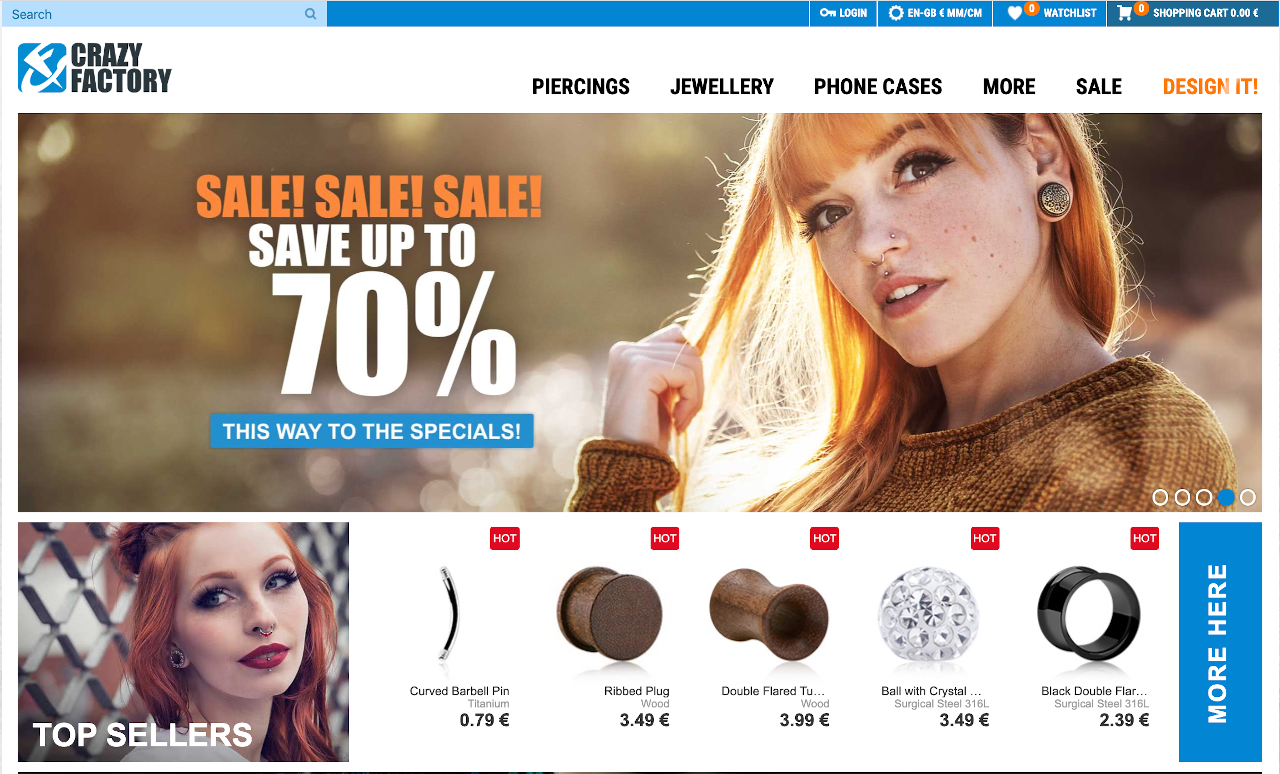 Search
LOGIN
EN-GB € MM/CM
0
WATCHLIST
0
SHOPPING CART 0.00 €
CRAZY
FACTORY
PIERCINGS
JEWELLERY
PHONE CASES
MORE
SALE
DESIGN IT!
SALE! SALE! SALE!
SAVE UP TO
70%
THIS WAY TO THE SPECIALS!
TOP SELLERS
HOT
Curved Barbell Pin
Titanium
0.79 €
HOT
Ribbed Plug
Wood
3.49 €
HOT
Double Flared Tu...
Wood
3.99 €
HOT
Ball with Crystal ...
Surgical Steel 316L
3.49 €
HOT
Black Double Flar...
Surgical Steel 316L
2.39 €
MORE HERE